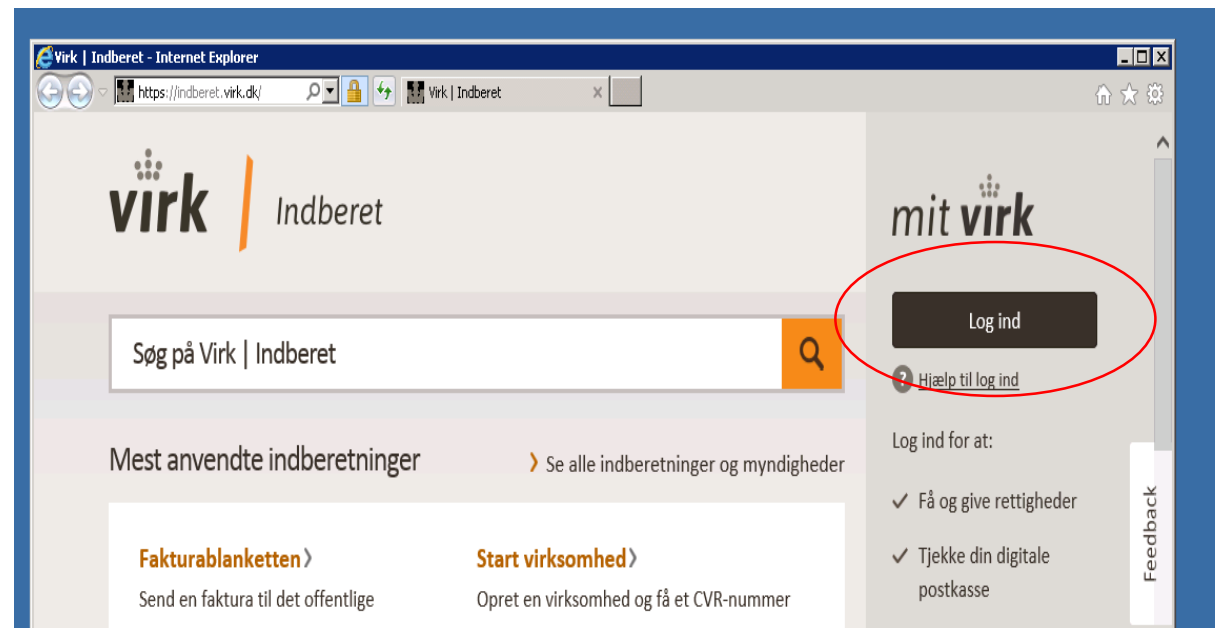 Virk | Indberet - Internet Explorer
https://indberet.virk.dk/
Virk | Indberet
virk
Indberet
Søg på Virk | Indberet
Mest anvendte indberetninger
Se alle indberetninger og myndigheder
Fakturablanketten
Send en faktura til det offentlige
Start virksomhed
Opret en virksomhed og få et CVR-nummer
mit virk
Log ind
? Hjælp til log ind
Log ind for at:
Få og give rettigheder
Tjekke din digitale
postkasse
Feedback